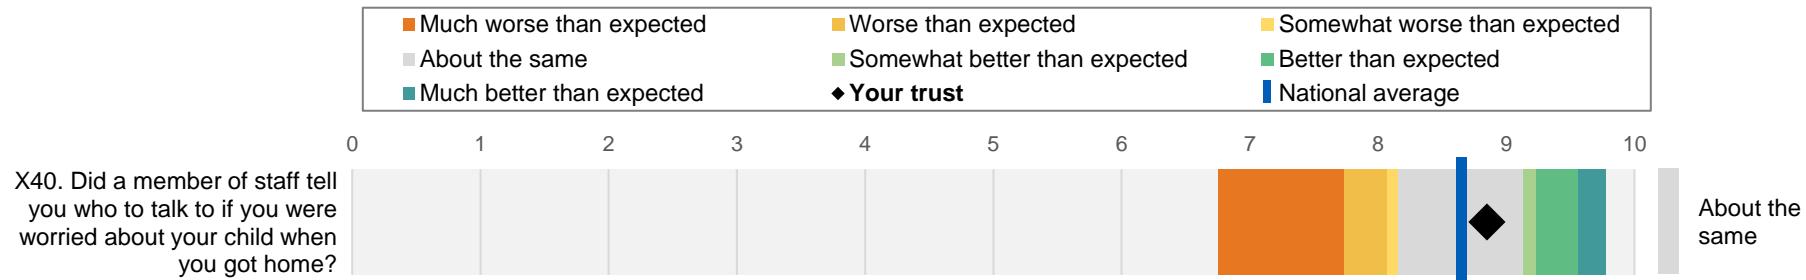 Much worse than expected
Worse than expected
Somewhat worse than expected
About the same
Somewhat better than expected
Better than expected
Much better than expected
Your trust
National average
0 1 2 3 4 5 6 7 8 9 10
X40. Did a member of staff tell
you who to talk to if you were
worried about your child when
you got home?
About the
same